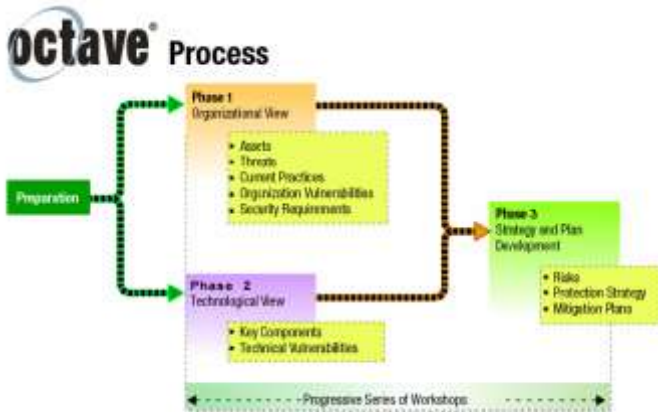 octave® Process
Phase 1
Organizational View
• Assets
• Threats
• Current Practices
• Organization Vulnerabilities
• Security Requirements
Preparation
Phase 3
Strategy and Plan
Development
• Risks
• Protection Strategy
• Mitigation Plans
Phase 2
Technological View
• Key Components
• Technical Vulnerabilities
Progressive Series of Workshops